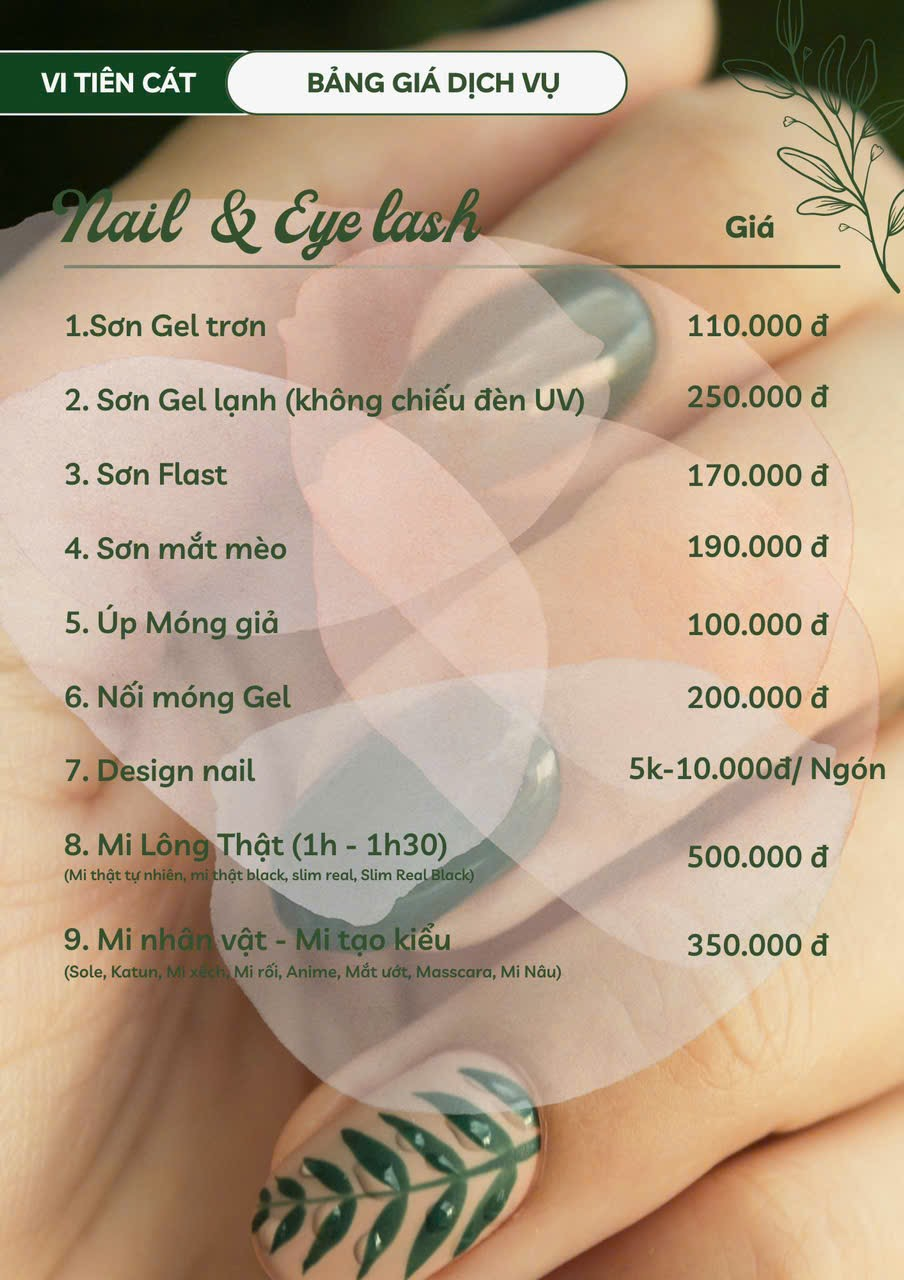 VI TIÊN CÁT
BẢNG GIÁ DỊCH VỤ
Nail & Eye lash
Giá
1.Sơn Gel trơn 110.000 đ
2. Sơn Gel lạnh (không chiếu đèn UV) 250.000 đ
3. Sơn Flast 170.000 đ
4. Sơn mắt mèo 190.000 đ
5. Úp Móng giả 100.000 đ
6. Nối móng Gel 200.000 đ
7. Design nail 5k-10.000đ/ Ngón
8. Mi Lông Thật (1h - 1h30) 500.000 đ
(Mi thật tự nhiên, mi thật black, slim real, Slim Real Black)
9. Mi nhân vật - Mi tạo kiểu 350.000 đ
(Sole, Katun, Mi xếch, Mi rối, Anime, Mắt ướt, Masscara, Mi Nâu)